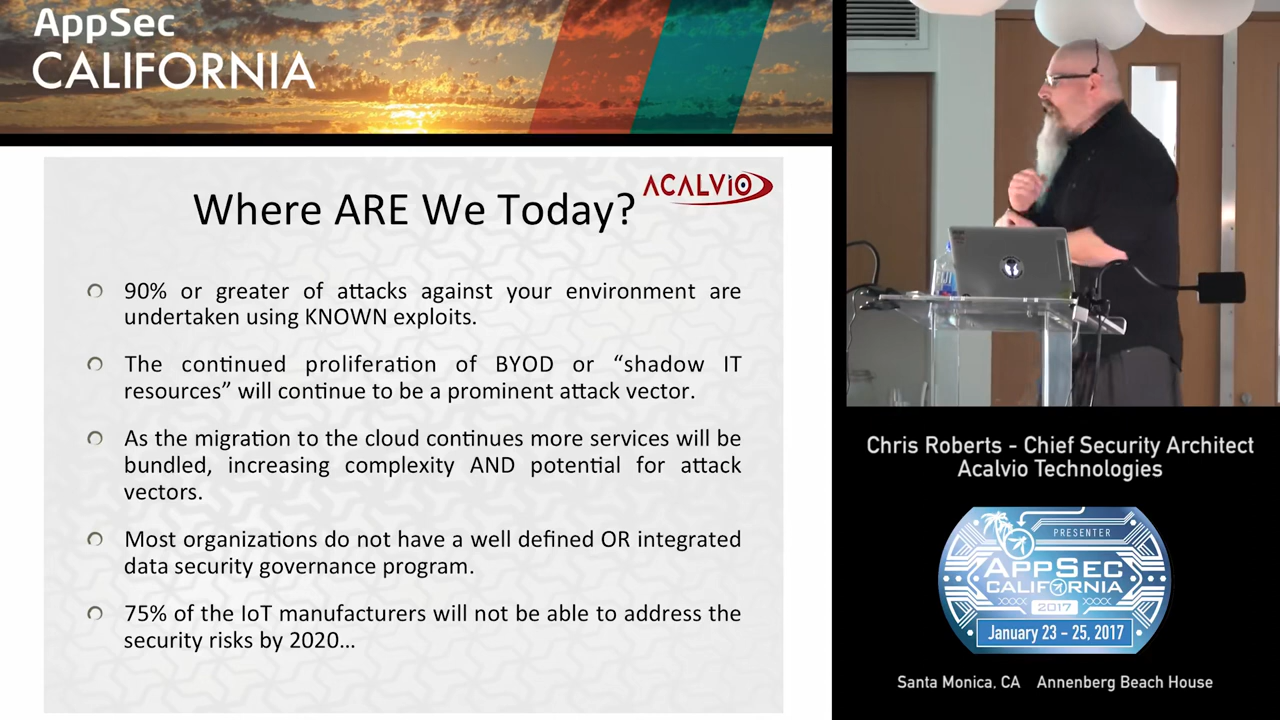 AppSec
CALIFORNIA
Where ARE We Today?
ACALVIO
90% or greater of attacks against your environment are
undertaken using KNOWN exploits.
The continued proliferation of BYOD or “shadow IT
resources” will continue to be a prominent attack vector.
As the migration to the cloud continues more services will be
bundled, increasing complexity AND potential for attack
vectors.
Most organizations do not have a well defined OR integrated
data security governance program.
75% of the IoT manufacturers will not be able to address the
security risks by 2020…
Chris Roberts - Chief Security Architect
Acalvio Technologies
PRESENTER
APPSEC
CALIFORNIA
XXXX 2017 XXXX
January 23 - 25, 2017
Santa Monica, CA Annenberg Beach House